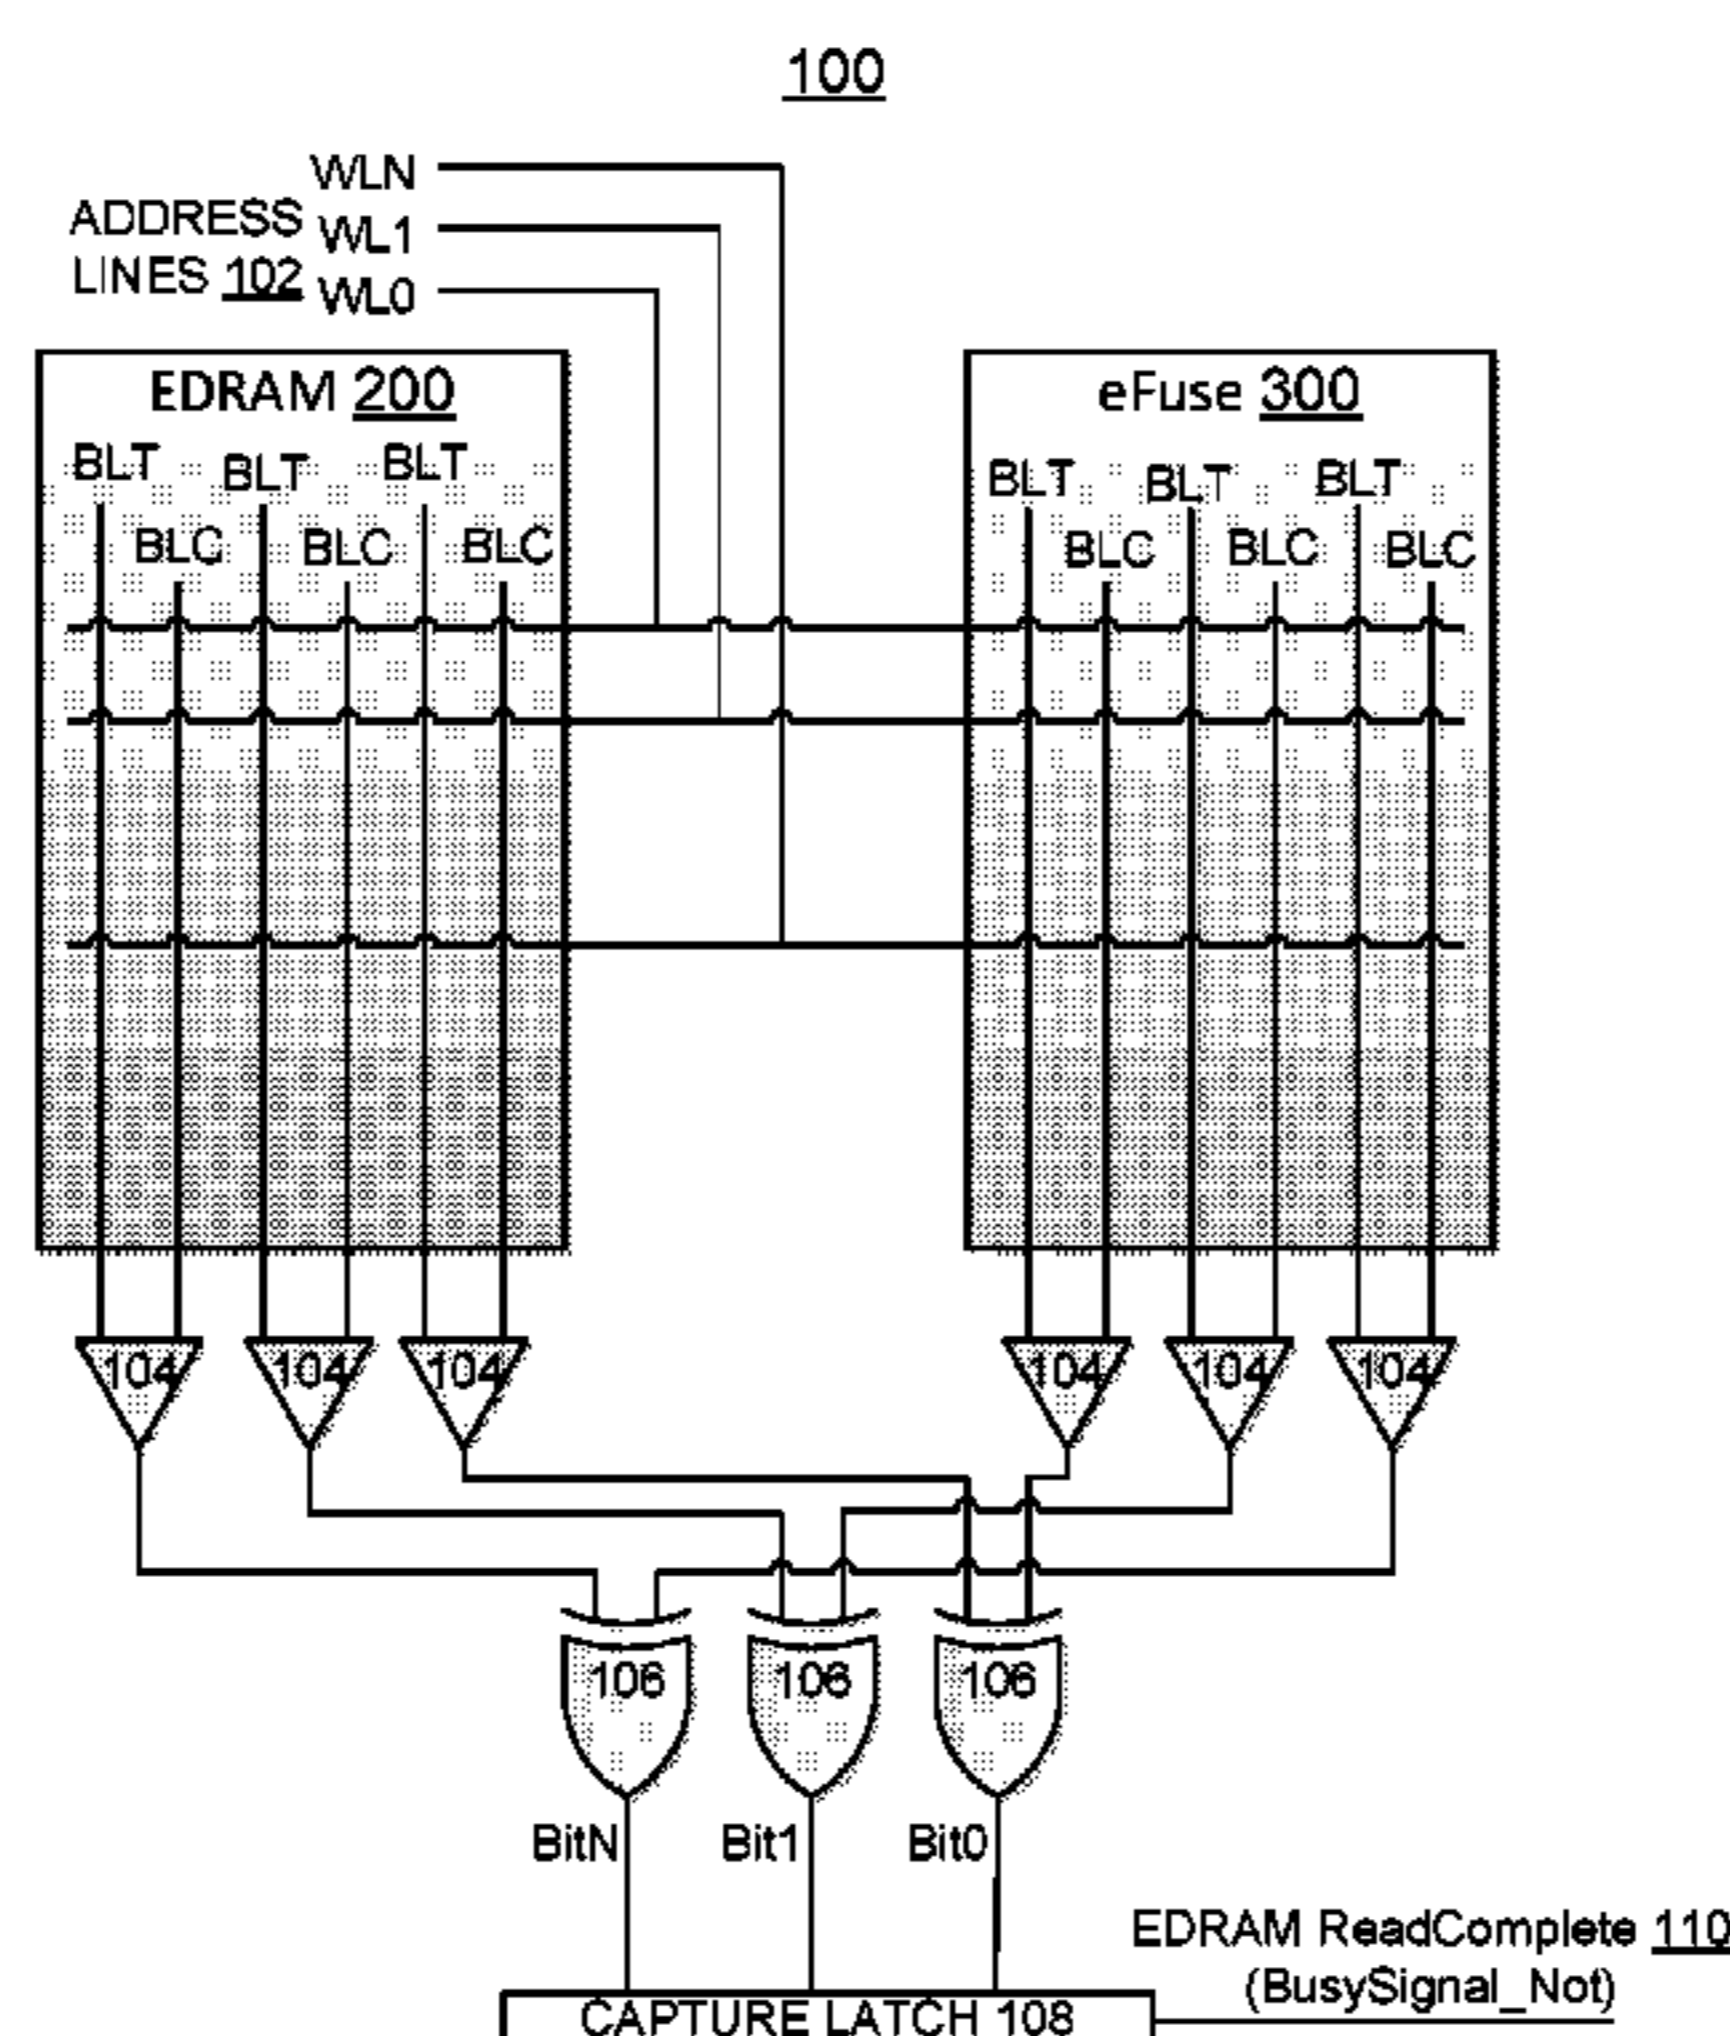 100
WLN
ADDRESS WL1
LINES 102 WL0
EDRAM 200
eFuse 300
BLT BLT BLT
BLC BLC BLC
BLT BLT BLT
BLC BLC BLC
104 104 104
104 104 104
106 106 106
BitN Bit1 Bit0
EDRAM ReadComplete 110
(BusySignal_Not)
CAPTURE LATCH 108